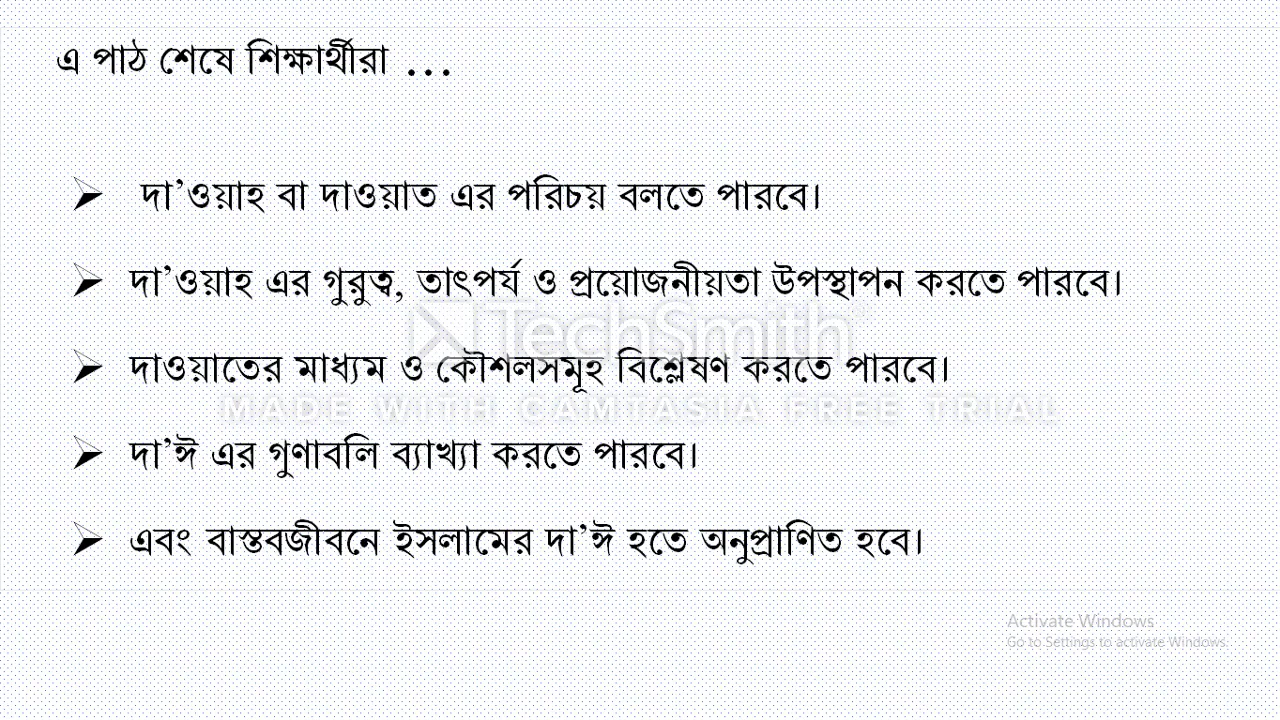 এ পাঠ শেষে শিক্ষার্থীরা ...
➢ দা’ওয়াহ বা দাওয়াত এর পরিচয় বলতে পারবে।
➢ দা’ওয়াহ এর গুরুত্ব, তাৎপর্য ও প্রয়োজনীয়তা উপস্থাপন করতে পারবে।
TechSmith
➢ দাওয়াতের মাধ্যম ও কৌশলসমূহ বিশ্লেষণ করতে পারবে।
MADE WITH CAMTASIA FREE TRIAL
➢ দা’ঈ এর গুণাবলি ব্যাখ্যা করতে পারবে।
➢ এবং বাস্তবজীবনে ইসলামের দা’ঈ হতে অনুপ্রাণিত হবে।
Activate Windows
Go to Settings to activate Windows.